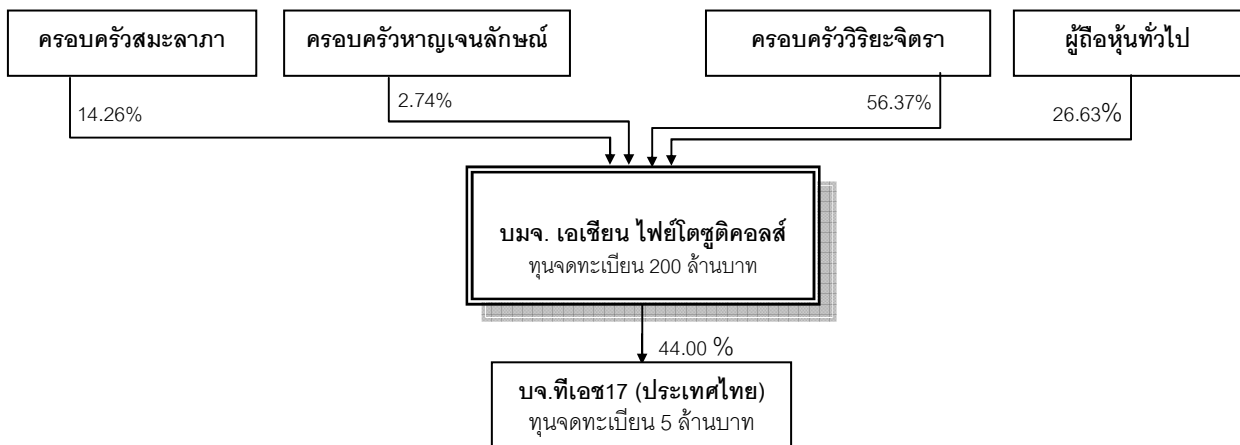 ครอบครัวสมะลาภา
ครอบครัวหาญเจนลักษณ์
ครอบครัววิริยะจิตรา
ผู้ถือหุ้นทั่วไป
14.26%
2.74%
56.37%
26.63%
บมจ. เอเชียน ไฟย์โตซูติคอลส์
ทุนจดทะเบียน 200 ล้านบาท
44.00 %
บจ.ทีเอช17 (ประเทศไทย)
ทุนจดทะเบียน 5 ล้านบาท